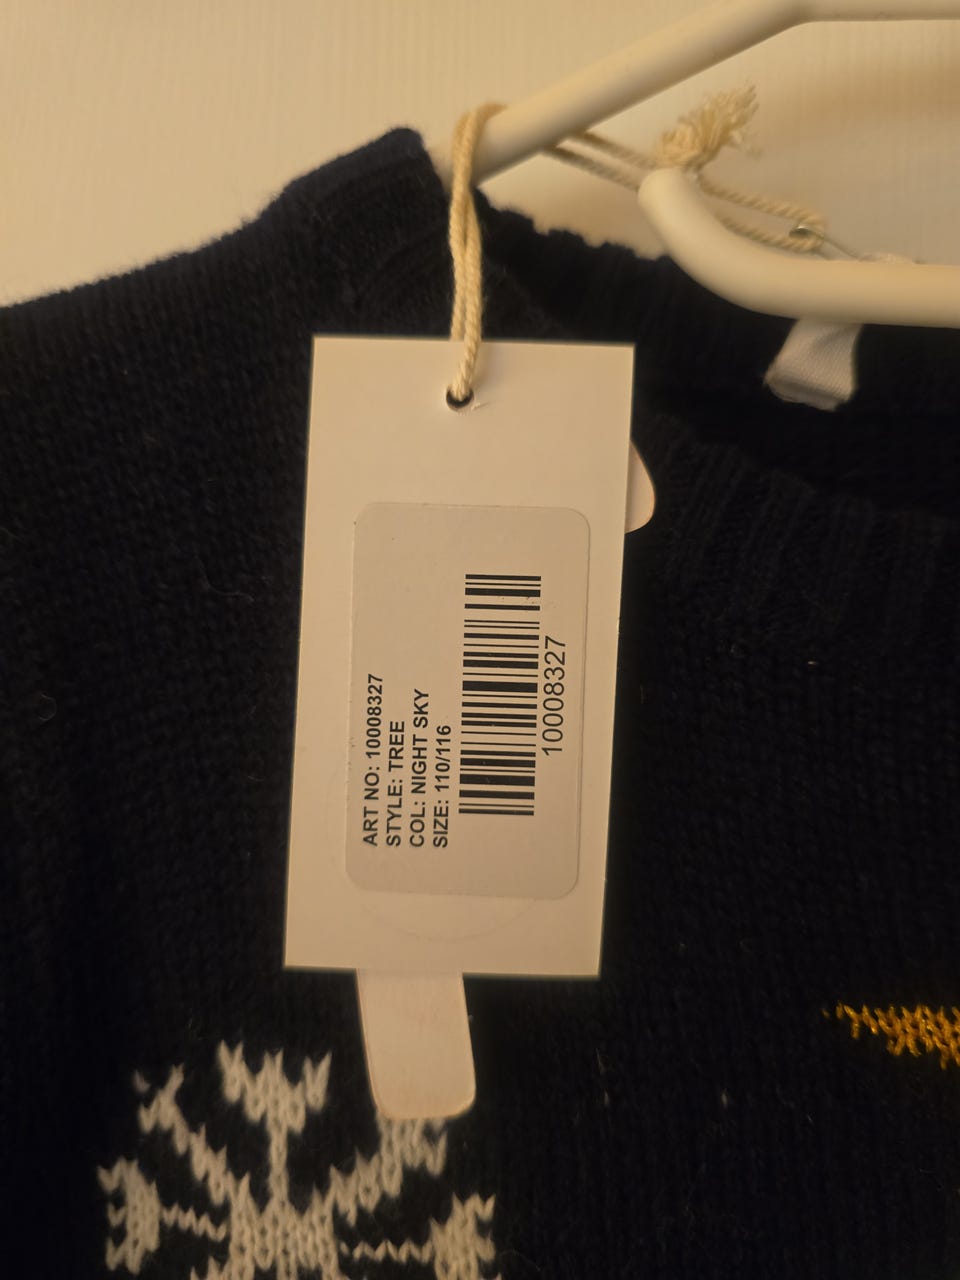 ART NO: 10008327
STYLE: TREE
COL: NIGHT SKY
SIZE: 110/116
10008327